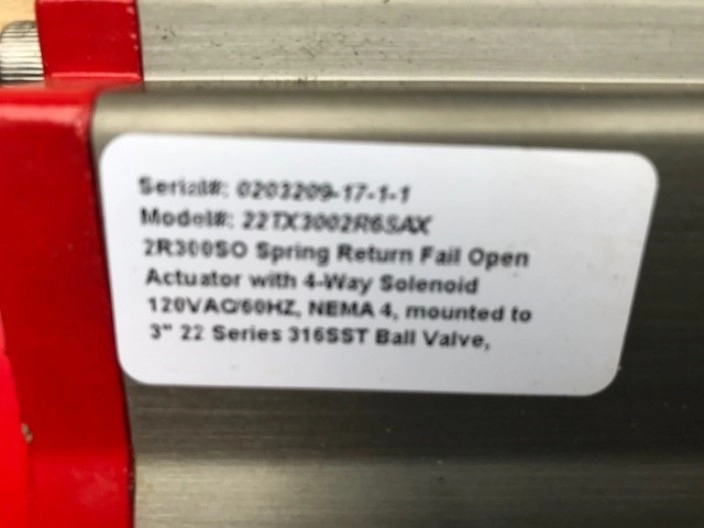 Serial#: 0203209-17-1-1
Model#: 22TX3002R6SAX
2R300SO Spring Return Fail Open
Actuator with 4-Way Solenoid
120VAC/60HZ, NEMA 4, mounted to
3" 22 Series 316SST Ball Valve,